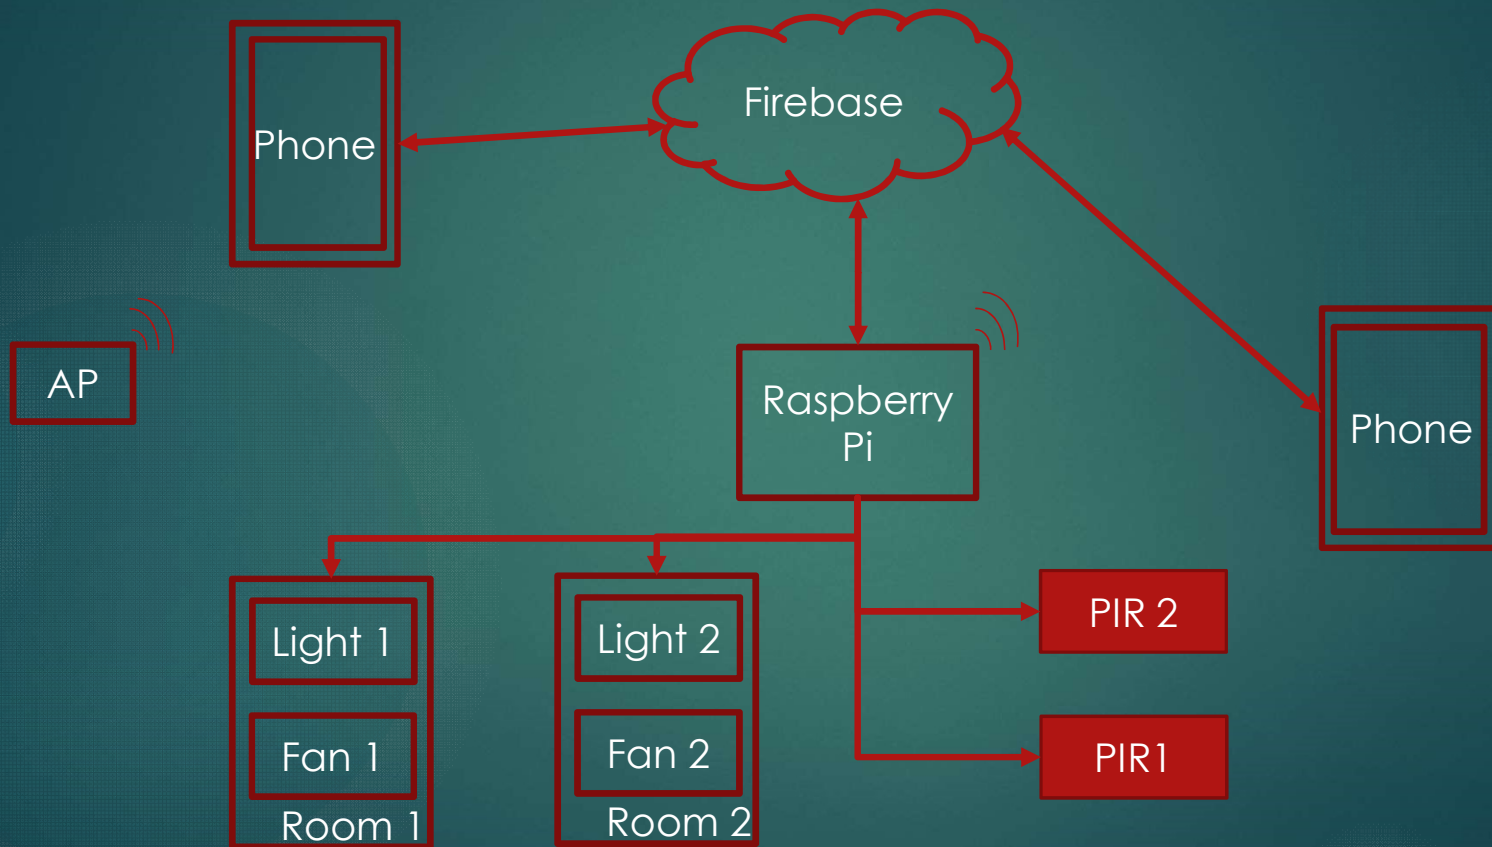 Firebase
Phone
AP
Raspberry
Pi
Phone
Light 1
Fan 1
Room 1
Light 2
Fan 2
Room 2
PIR 2
PIR1